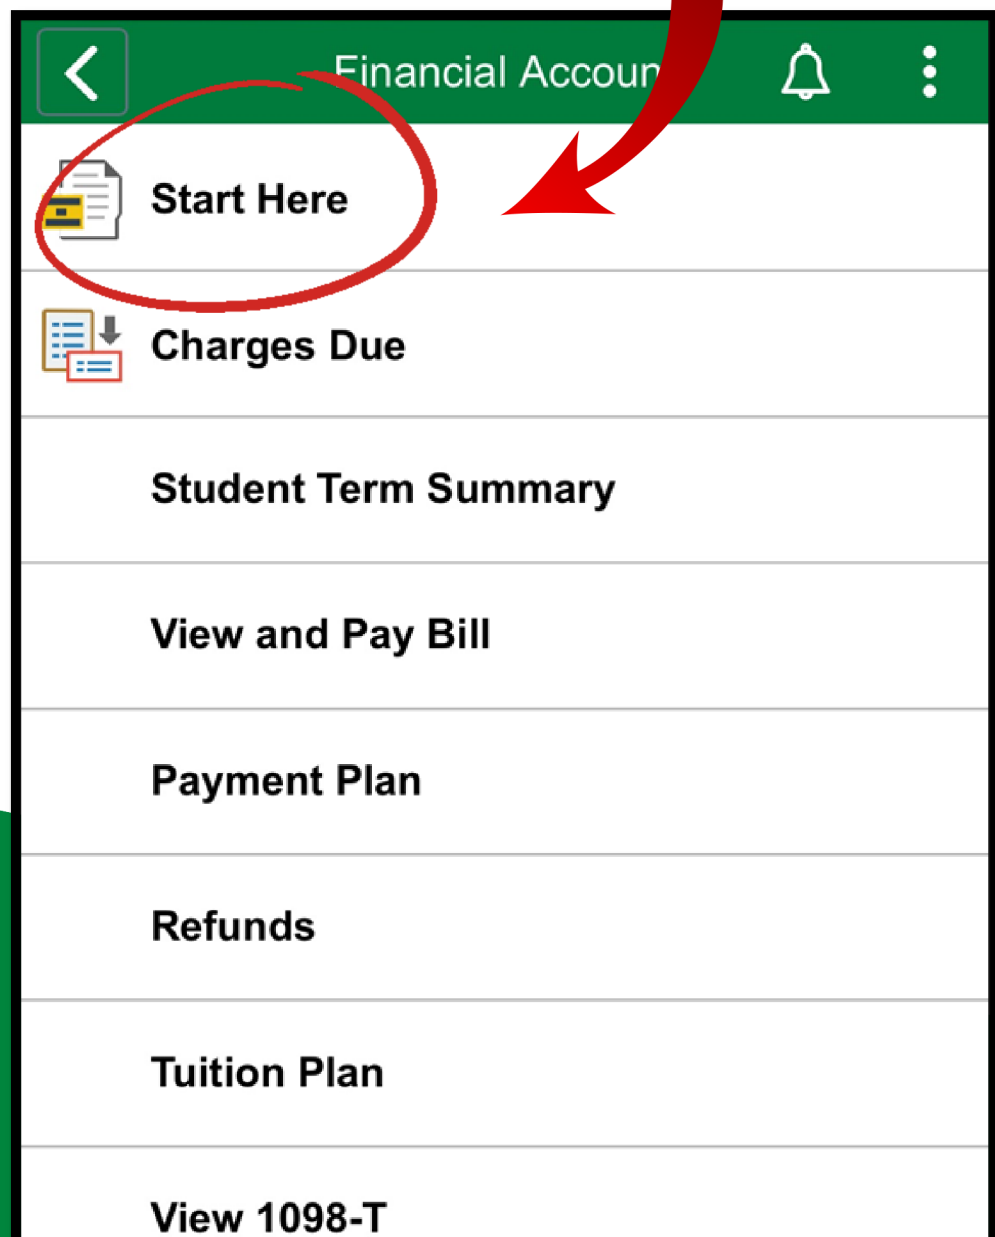 Financial Accoun
Start Here
Charges Due
Student Term Summary
View and Pay Bill
Payment Plan
Refunds
Tuition Plan
View 1098-T